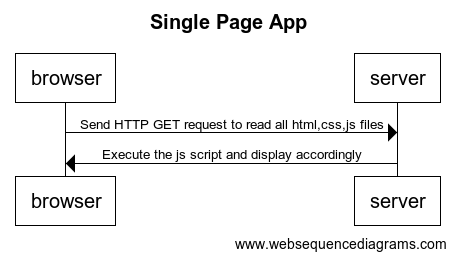 Single Page App
browser
server
Send HTTP GET request to read all html,css,js files
Execute the js script and display accordingly
browser
server
www.websequencediagrams.com